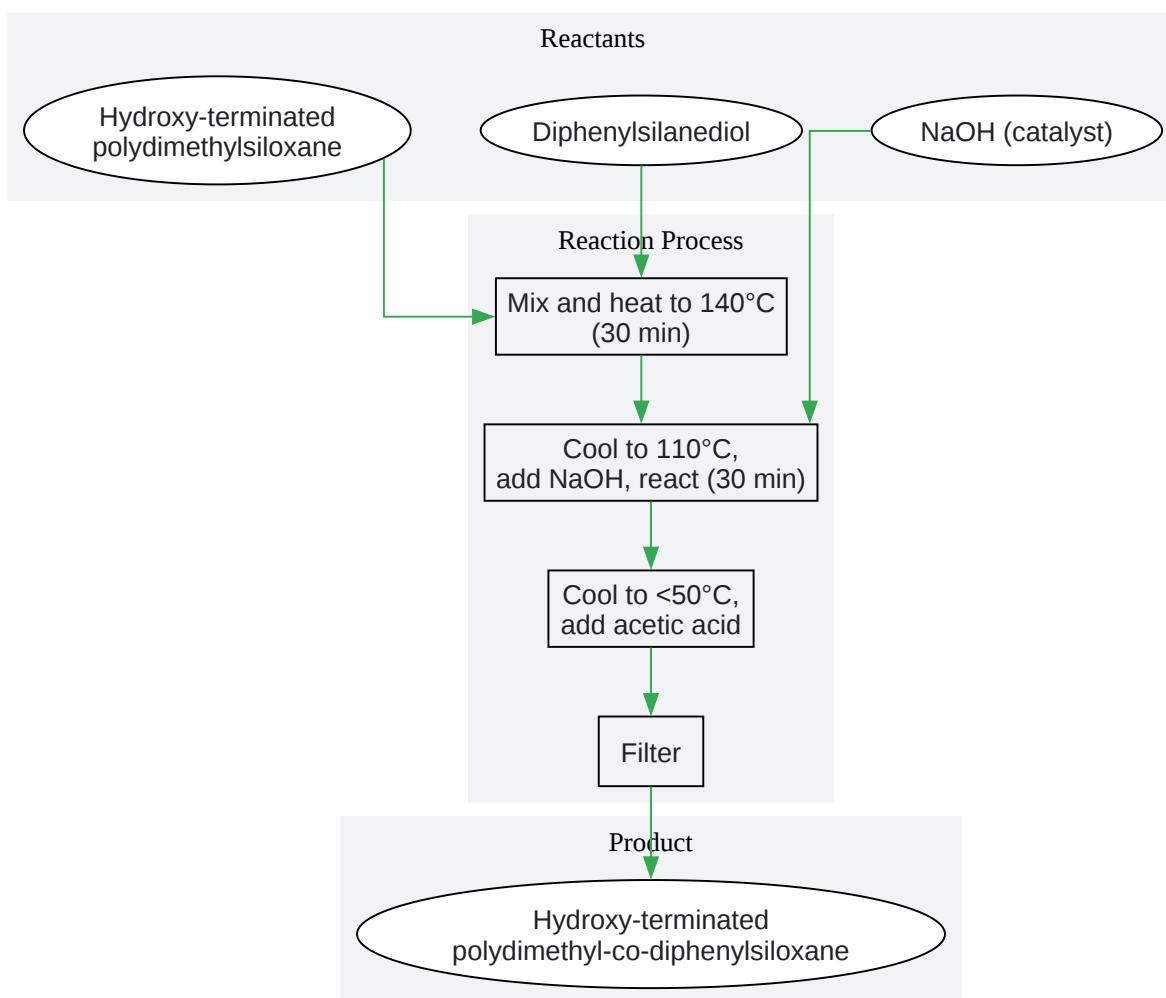 Reactants
Hydroxy-terminated
polydimethylsiloxane
Diphenylsilanediol
NaOH (catalyst)
Reaction Process
Mix and heat to 140°C
(30 min)
Cool to 110°C,
add NaOH, react (30 min)
Cool to <50°C,
add acetic acid
Filter
Product
Hydroxy-terminated
polydimethyl-co-diphenylsiloxane